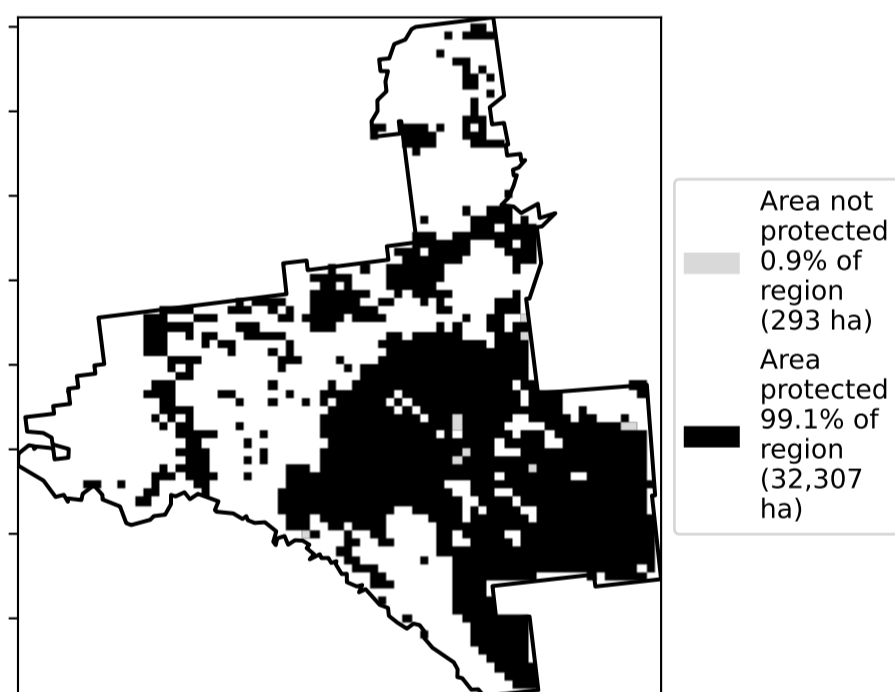 Area not
protected
0.9% of
region
(293 ha)
Area
protected
99.1% of
region
(32,307
ha)